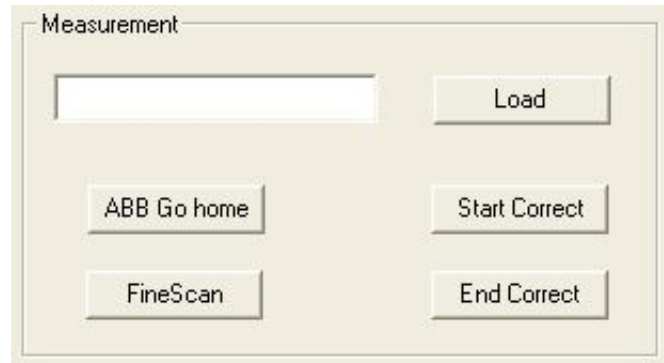 Measurement
Load
ABB Go home
Start Correct
FineScan
End Correct